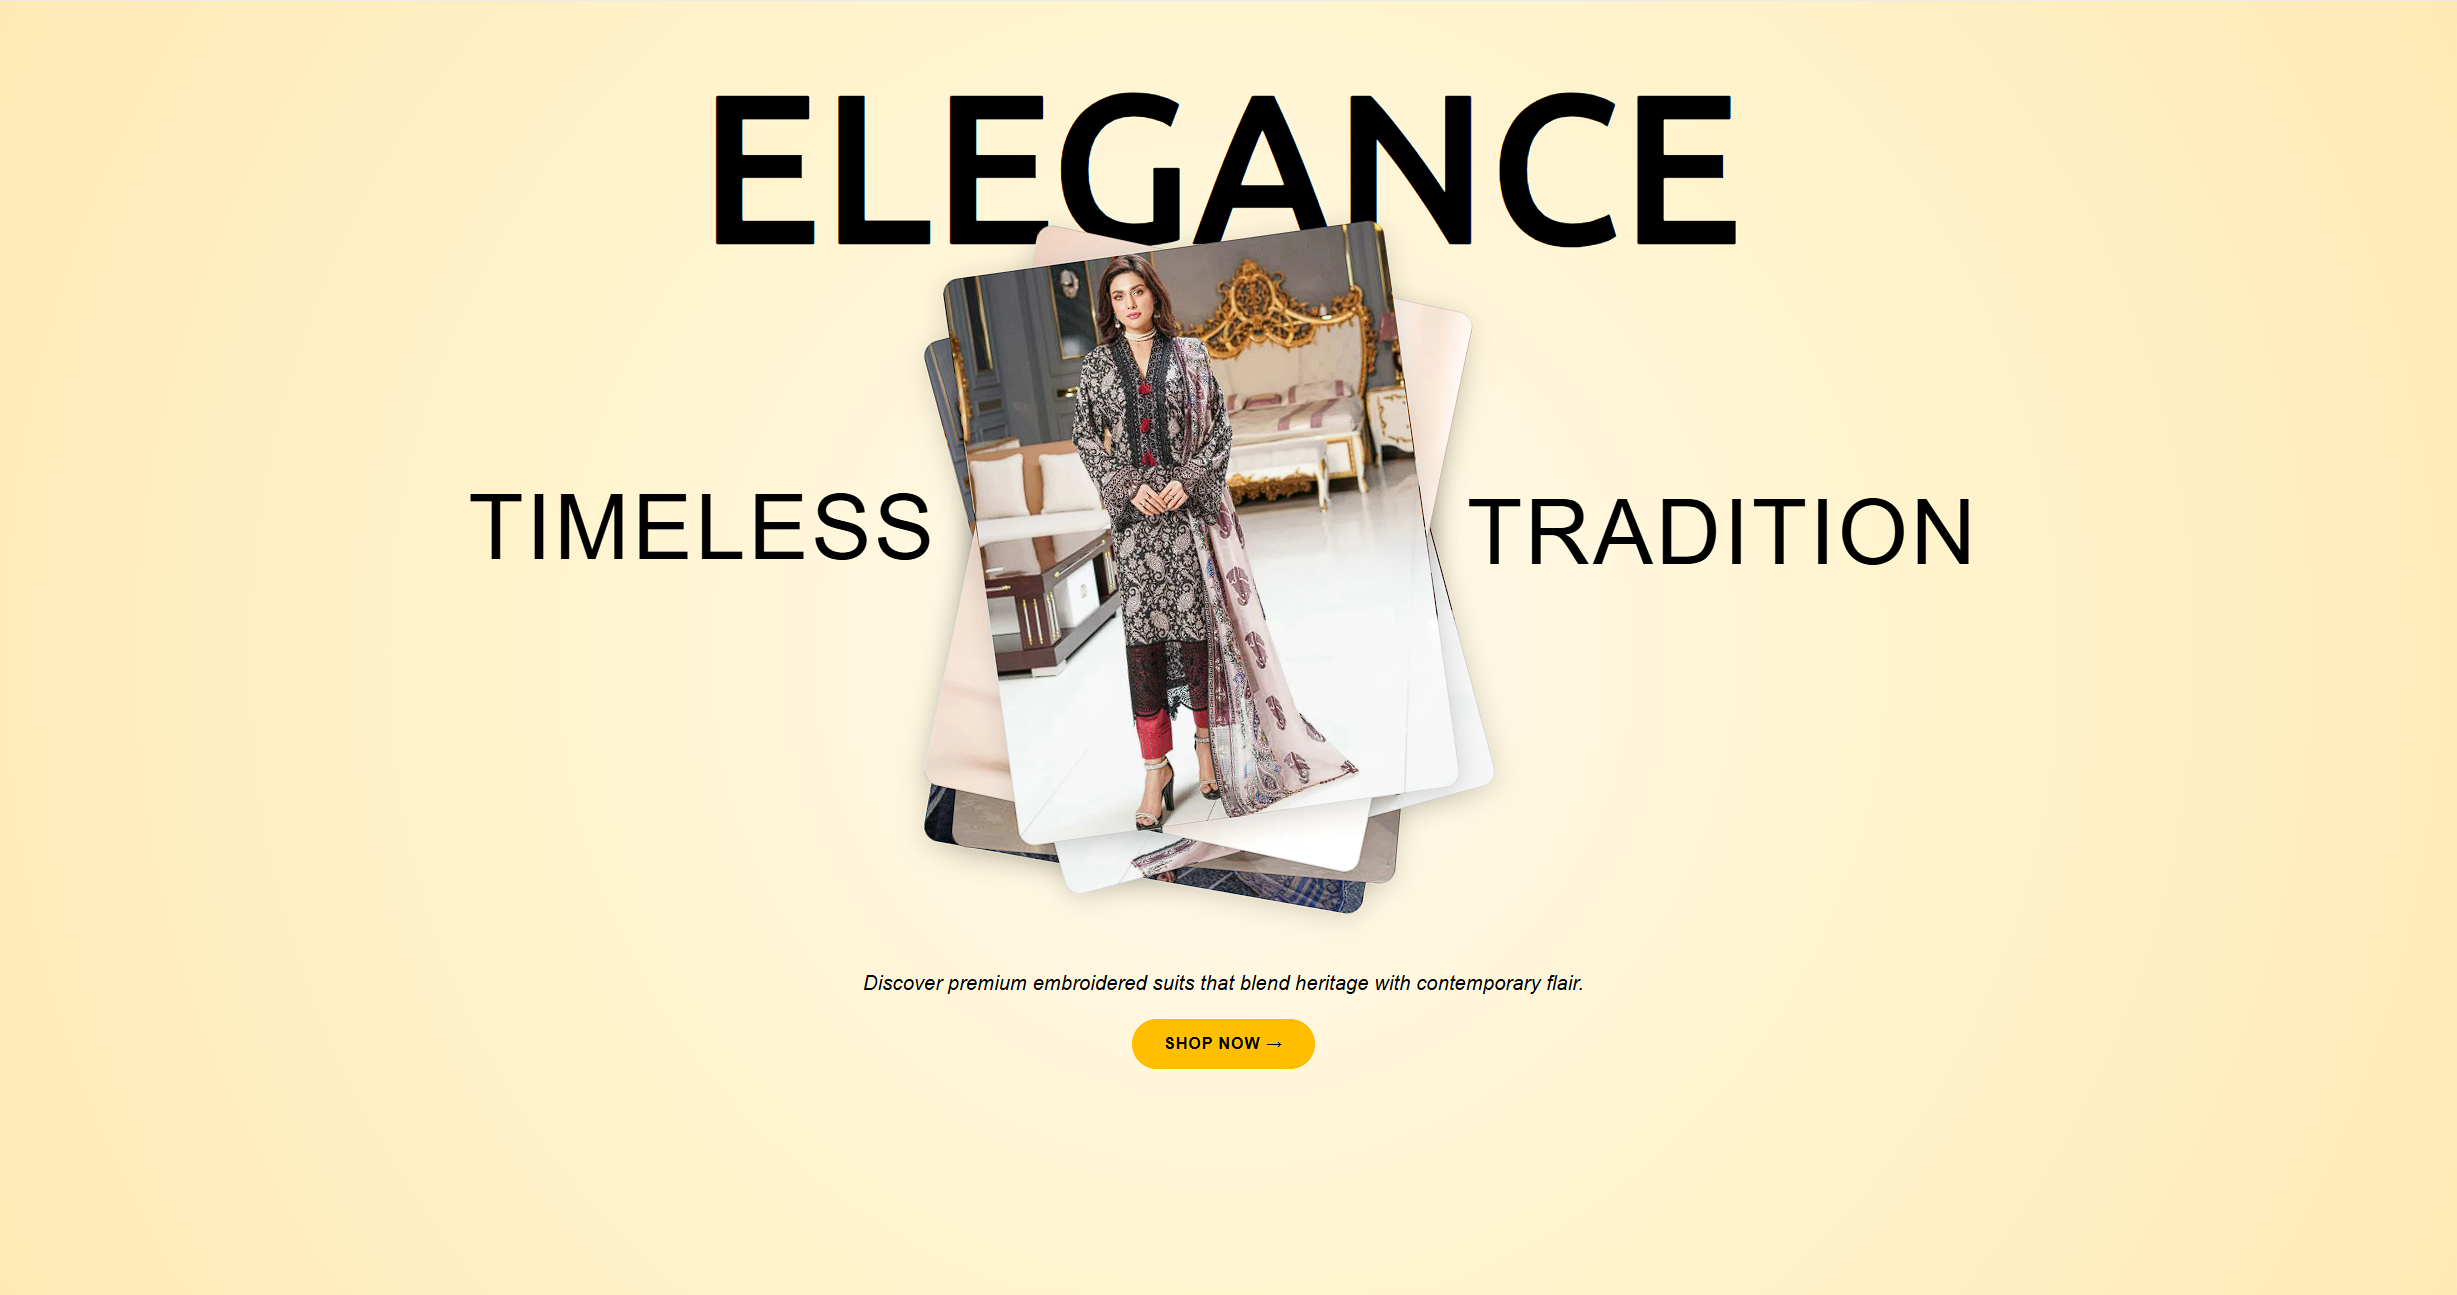 ELEGANCE
TIMELESS
TRADITION
Discover premium embroidered suits that blend heritage with contemporary flair.
SHOP NOW →